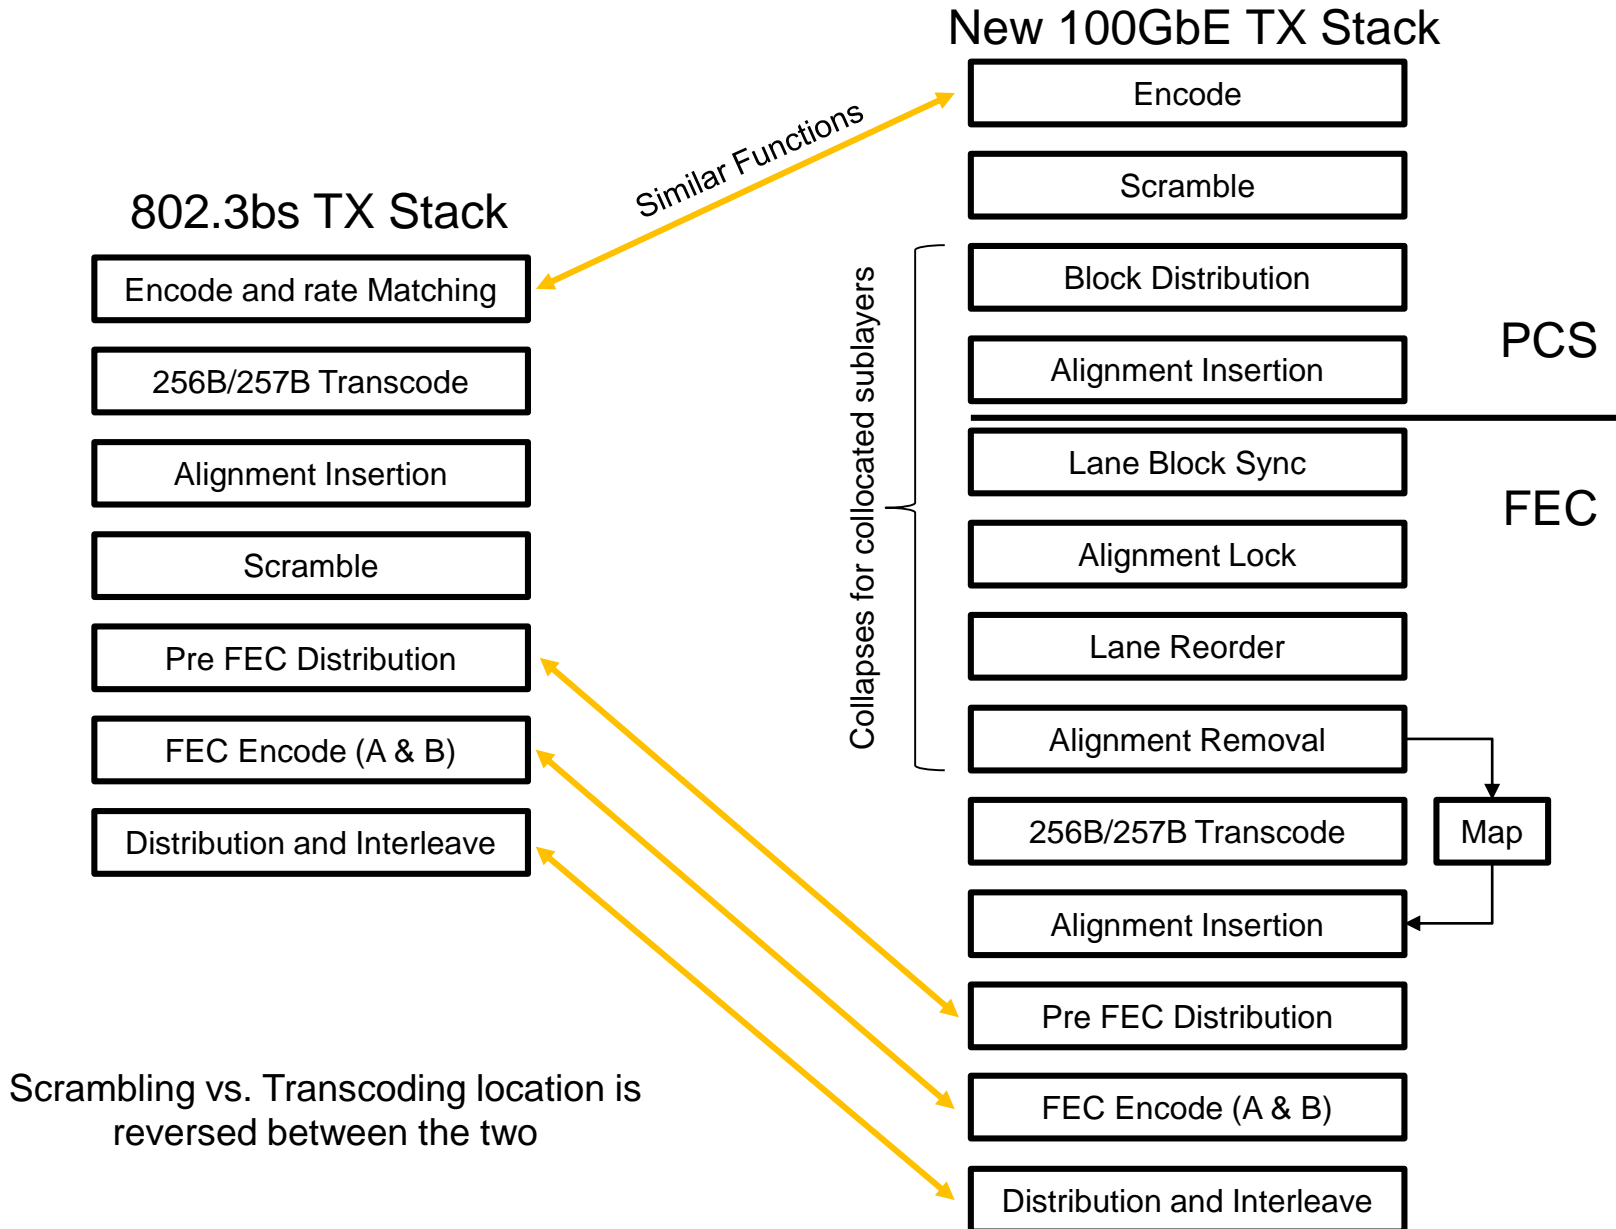 New 100GbE TX Stack
Encode
Scramble
Block Distribution
Alignment Insertion
Lane Block Sync
Alignment Lock
Lane Reorder
Alignment Removal
256B/257B Transcode
Map
Alignment Insertion
Pre FEC Distribution
FEC Encode (A & B)
Distribution and Interleave
PCS
FEC
Collapses for collocated sublayers
Similar Functions
802.3bs TX Stack
Encode and rate Matching
256B/257B Transcode
Alignment Insertion
Scramble
Pre FEC Distribution
FEC Encode (A & B)
Distribution and Interleave
Scrambling vs. Transcoding location is
reversed between the two